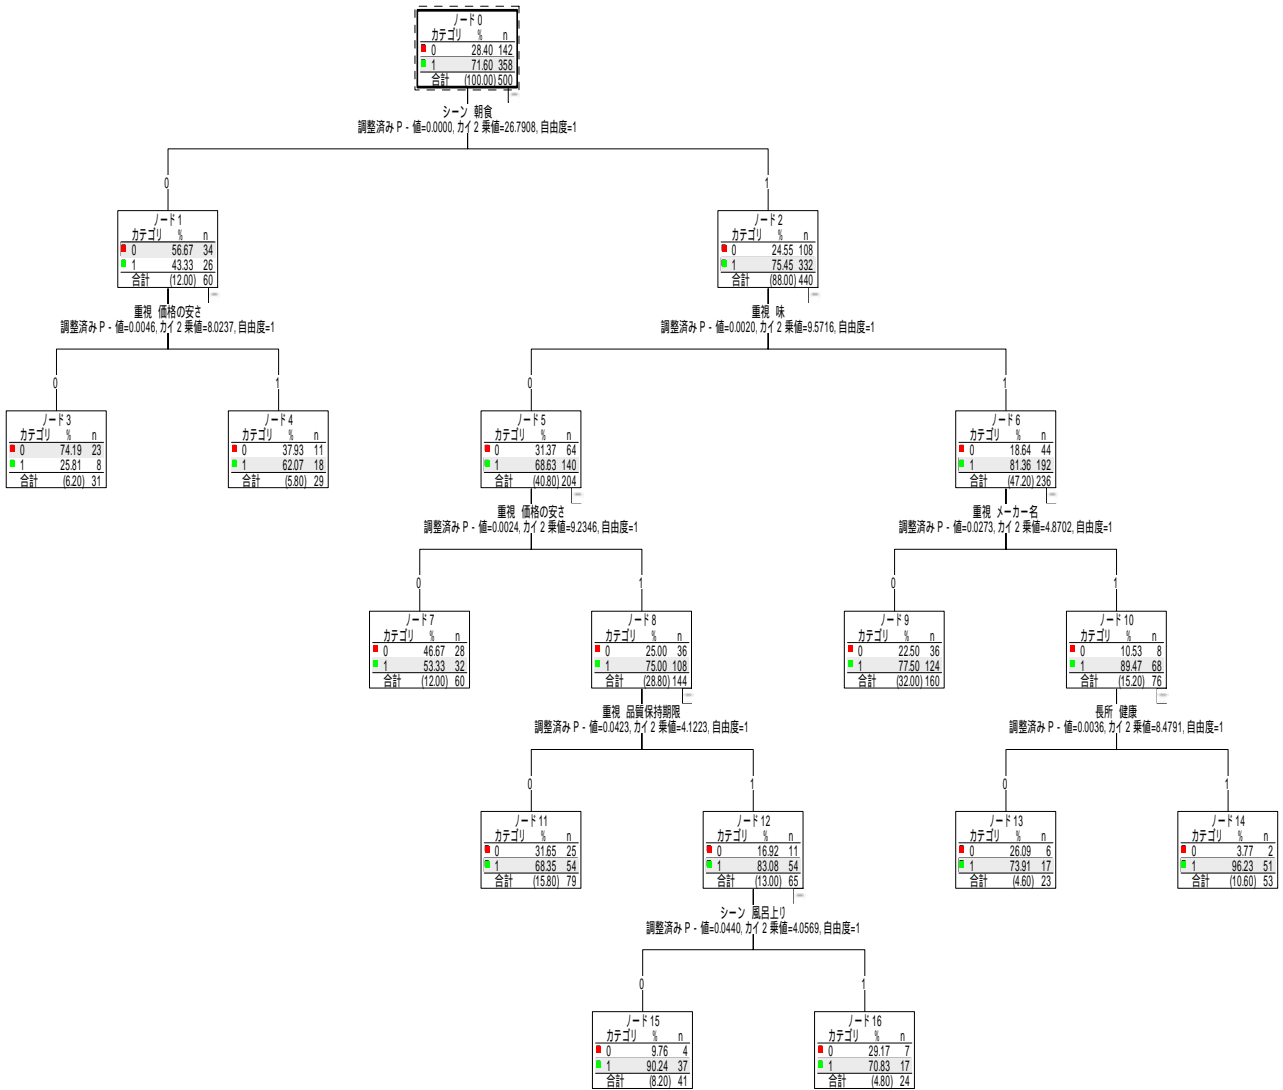 ノード 0
カテゴリ % n
0 28.40 142
1 71.60 358
合計 (100.00) 500
シーン 朝食
調整済み P - 値=0.0000, カイ 2 乗値=26.7908, 自由度=1
0
1
ノード 1
カテゴリ % n
0 56.67 34
1 43.33 26
合計 (12.00) 60
重視 価格の安さ
調整済み P - 値=0.0046, カイ 2 乗値=8.0237, 自由度=1
ノード 2
カテゴリ % n
0 24.55 108
1 75.45 332
合計 (88.00) 440
重視 味
調整済み P - 値=0.0020, カイ 2 乗値=9.5716, 自由度=1
0
1
0
1
ノード 3
カテゴリ % n
0 74.19 23
1 25.81 8
合計 (6.20) 31
ノード 4
カテゴリ % n
0 37.93 11
1 62.07 18
合計 (5.80) 29
ノード 5
カテゴリ % n
0 31.37 64
1 68.63 140
合計 (40.80) 204
重視 価格の安さ
調整済み P - 値=0.0024, カイ 2 乗値=9.2346, 自由度=1
ノード 6
カテゴリ % n
0 18.64 44
1 81.36 192
合計 (47.20) 236
重視 メーカー名
調整済み P - 値=0.0273, カイ 2 乗値=4.8702, 自由度=1
0
1
0
1
ノード 7
カテゴリ % n
0 46.67 28
1 53.33 32
合計 (12.00) 60
ノード 8
カテゴリ % n
0 25.00 36
1 75.00 108
合計 (28.80) 144
重視 品質保持期限
調整済み P - 値=0.0423, カイ 2 乗値=4.1223, 自由度=1
ノード 9
カテゴリ % n
0 22.50 36
1 77.50 124
合計 (32.00) 160
ノード 10
カテゴリ % n
0 10.53 8
1 89.47 68
合計 (15.20) 76
長所 健康
調整済み P - 値=0.0036, カイ 2 乗値=8.4791, 自由度=1
0
1
0
1
ノード 11
カテゴリ % n
0 31.65 25
1 68.35 54
合計 (15.80) 79
ノード 12
カテゴリ % n
0 16.92 11
1 83.08 54
合計 (13.00) 65
シーン 風呂上り
調整済み P - 値=0.0440, カイ 2 乗値=4.0569, 自由度=1
ノード 13
カテゴリ % n
0 26.09 6
1 73.91 17
合計 (4.60) 23
ノード 14
カテゴリ % n
0 3.77 2
1 96.23 51
合計 (10.60) 53
0
1
ノード 15
カテゴリ % n
0 9.76 4
1 90.24 37
合計 (8.20) 41
ノード 16
カテゴリ % n
0 29.17 7
1 70.83 17
合計 (4.80) 24